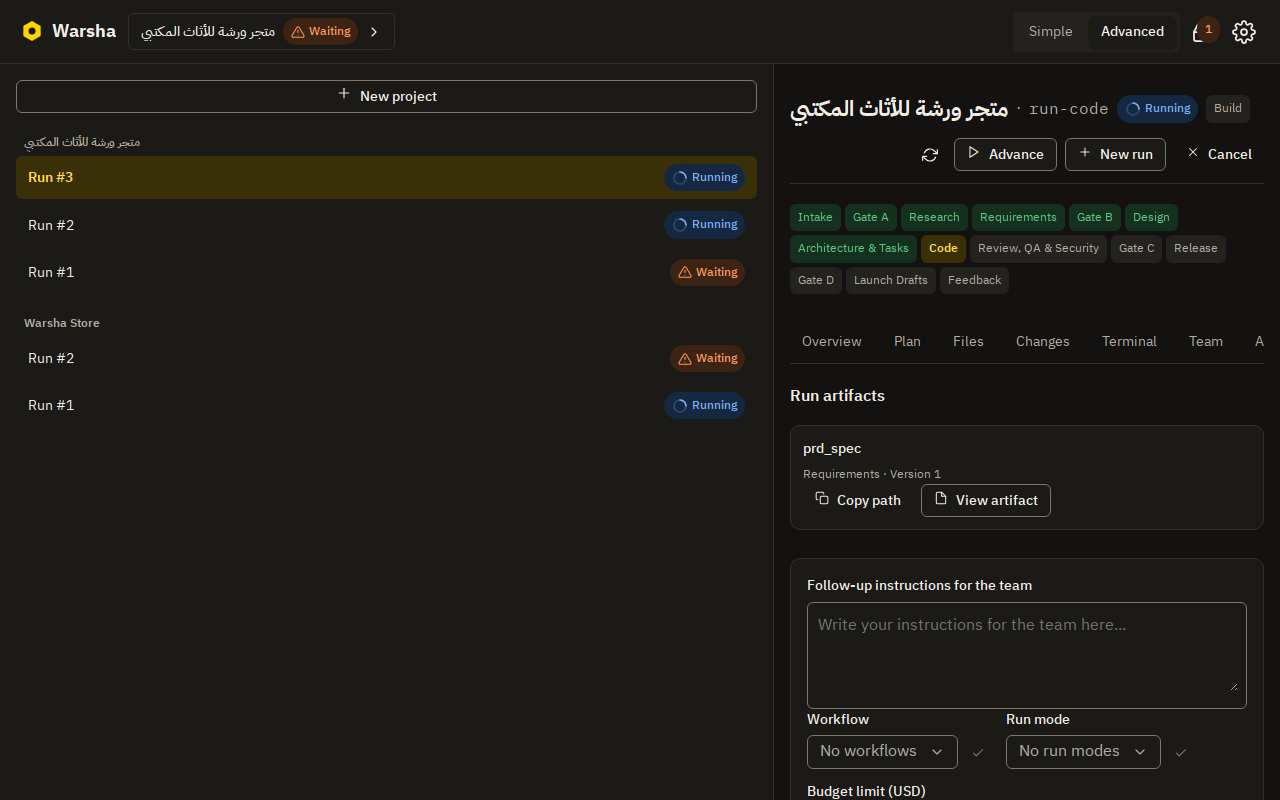 Warsha
متجر ورشة للأثاث المكتبي Waiting
Simple Advanced 1
New project
متجر ورشة للأثاث المكتبي
Run #3 Running
Run #2 Running
Run #1 Waiting
Warsha Store
Run #2 Waiting
Run #1 Running
متجر ورشة للأثاث المكتبي · run-code Running Build
Advance New run Cancel
Intake Gate A Research Requirements Gate B Design
Architecture & Tasks Code Review, QA & Security Gate C Release
Gate D Launch Drafts Feedback
Overview Plan Files Changes Terminal Team A
Run artifacts
prd_spec
Requirements · Version 1
Copy path View artifact
Follow-up instructions for the team
Write your instructions for the team here...
Workflow Run mode
No workflows No run modes
Budget limit (USD)